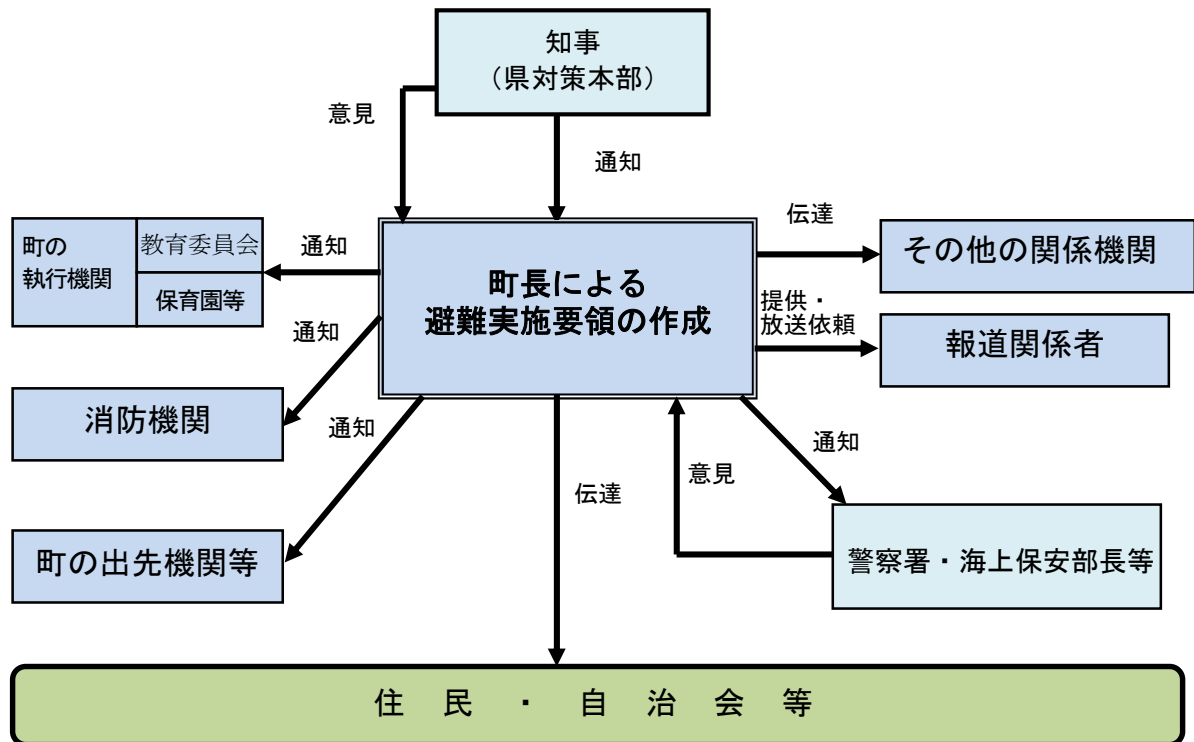 知事
（県対策本部）
意見
通知
町の
執行機関
教育委員会
保育園等
通知
町長による
避難実施要領の作成
伝達
その他の関係機関
提供・
放送依頼
報道関係者
通知
消防機関
通知
町の出先機関等
伝達
意見
通知
警察署・海上保安部長等
住民・自治会等